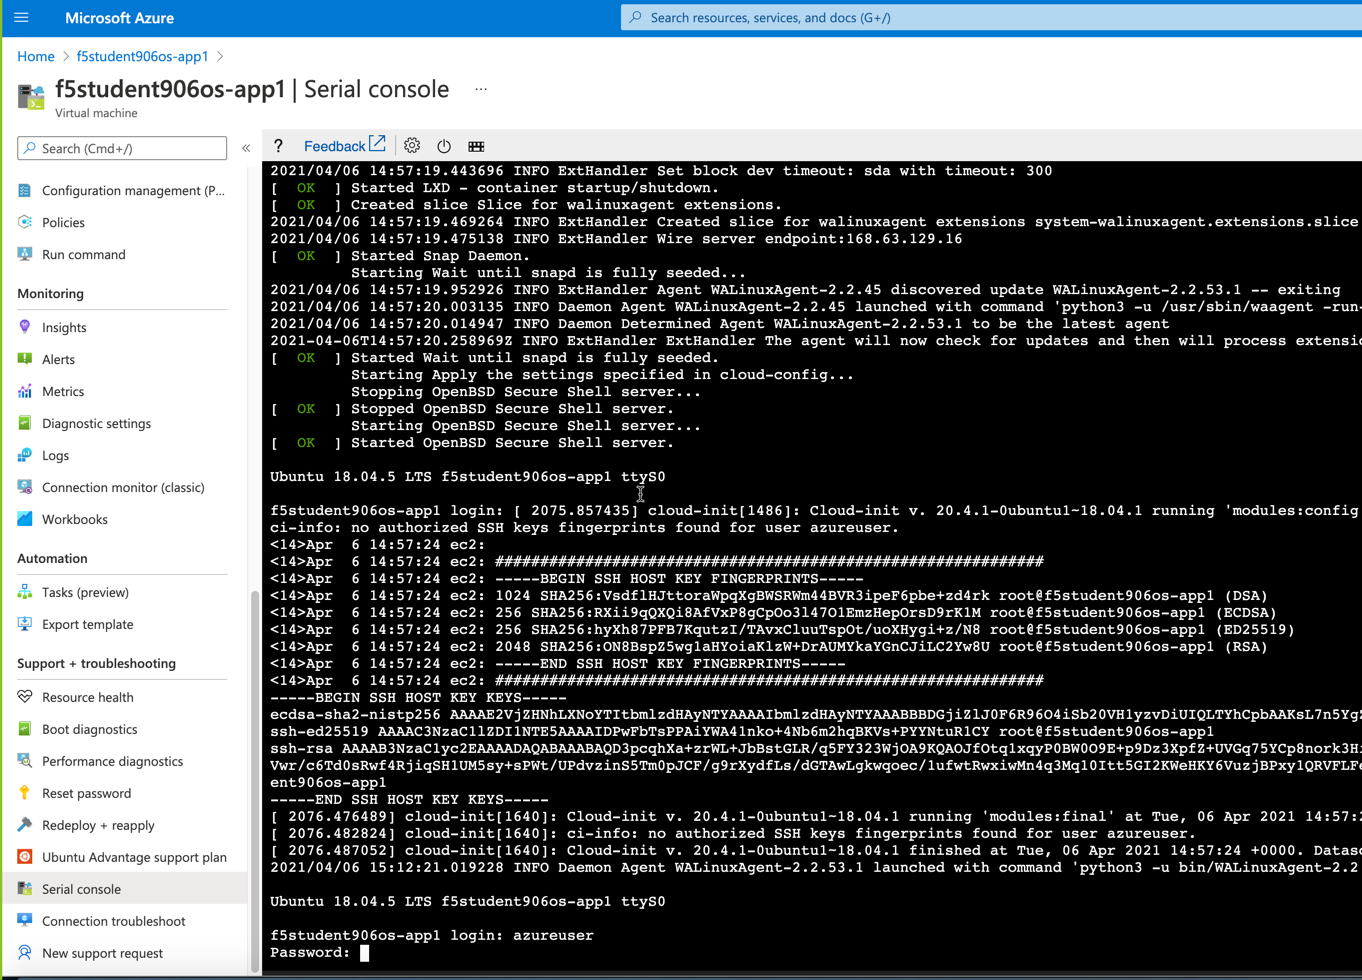 Microsoft Azure
Search resources, services, and docs (G+/)
Home > f5student906os-app1 >
f5student906os-app1 | Serial console ...
Virtual machine
Search (Cmd+/) «
Configuration management (P...
Policies
Run command
Monitoring
Insights
Alerts
Metrics
Diagnostic settings
Logs
Connection monitor (classic)
Workbooks
Automation
Tasks (preview)
Export template
Support + troubleshooting
Resource health
Boot diagnostics
Performance diagnostics
Reset password
Redeploy + reapply
Ubuntu Advantage support plan
Serial console
Connection troubleshoot
New support request
? Feedback
2021/04/06 14:57:19.443696 INFO ExtHandler Set block dev timeout: sda with timeout: 300
[  OK  ] Started LXD - container startup/shutdown.
[  OK  ] Created slice Slice for walinuxagent extensions.
2021/04/06 14:57:19.469264 INFO ExtHandler Created slice for walinuxagent extensions system-walinuxagent.extensions.slice
2021/04/06 14:57:19.475138 INFO ExtHandler Wire server endpoint:168.63.129.16
[  OK  ] Started Snap Daemon.
Starting Wait until snapd is fully seeded...
2021/04/06 14:57:19.952926 INFO ExtHandler Agent WALinuxAgent-2.2.45 discovered update WALinuxAgent-2.2.53.1 -- exiting
2021/04/06 14:57:20.003135 INFO Daemon Agent WALinuxAgent-2.2.45 launched with command 'python3 -u /usr/sbin/waagent -run-
2021/04/06 14:57:20.014947 INFO Daemon Determined Agent WALinuxAgent-2.2.53.1 to be the latest agent
2021-04-06T14:57:20.258969Z INFO ExtHandler ExtHandler The agent will now check for updates and then will process extensio
[  OK  ] Started Wait until snapd is fully seeded.
Starting Apply the settings specified in cloud-config...
Stopping OpenBSD Secure Shell server...
[  OK  ] Stopped OpenBSD Secure Shell server.
Starting OpenBSD Secure Shell server...
[  OK  ] Started OpenBSD Secure Shell server.
Ubuntu 18.04.5 LTS f5student906os-app1 ttyS0
f5student906os-app1 login: [ 2075.857435] cloud-init[1486]: Cloud-init v. 20.4.1-0ubuntu1~18.04.1 running 'modules:config
ci-info: no authorized SSH keys fingerprints found for user azureuser.
<14>Apr  6 14:57:24 ec2:
<14>Apr  6 14:57:24 ec2: #############################################################
<14>Apr  6 14:57:24 ec2: -----BEGIN SSH HOST KEY FINGERPRINTS-----
<14>Apr  6 14:57:24 ec2: 1024 SHA256:VsdflHJttoraWpqXgBWSRWm44BVR3ipeF6pbe+zd4rk root@f5student906os-app1 (DSA)
<14>Apr  6 14:57:24 ec2: 256 SHA256:RXii9qQXQi8AfVxP8gCpOo3l47O1EmzHepOrsD9rK1M root@f5student906os-app1 (ECDSA)
<14>Apr  6 14:57:24 ec2: 256 SHA256:hyXh87PFB7KqutzI/TAvxCluuTspOt/uoXHygi+z/N8 root@f5student906os-app1 (ED25519)
<14>Apr  6 14:57:24 ec2: 2048 SHA256:ON8BspZ5wg1aHYoiaKlzW+DrAUMYkaYGnCJiLC2Yw8U root@f5student906os-app1 (RSA)
<14>Apr  6 14:57:24 ec2: -----END SSH HOST KEY FINGERPRINTS-----
<14>Apr  6 14:57:24 ec2: #############################################################
-----BEGIN SSH HOST KEY KEYS-----
ecdsa-sha2-nistp256 AAAAE2VjZHNhLXNoYTItbmlzdHAyNTYAAAAIbmlzdHAyNTYAAABBBDGjiZlJ0F6R96O4iSb20VH1yzvDiUIQLTYhCpbAAKsL7n5Yg2
ssh-ed25519 AAAAC3NzaC1lZDI1NTE5AAAAIDPwFbTsPPAiYWA41nko+4Nb6m2hqBKVs+PYYNtuR1CY root@f5student906os-app1
ssh-rsa AAAAB3NzaC1yc2EAAAADAQABAAABAQD3pcqhXa+zrWL+JbBstGLR/q5FY323WjOA9KQAOJfOtq1xqyP0BW0O9E+p9Dz3XpfZ+UVGq75YCp8nork3Hi
Vwr/c6Td0sRwf4RjiqSH1UM5sy+sPWt/UPdvzinS5Tm0pJCF/g9rXydfLs/dGTAwLgkwqoec/1ufwtRwxiwMn4q3Mq10Itt5GI2KWeHKY6VuzjBPxy1QRVFLFe
ent906os-app1
-----END SSH HOST KEY KEYS-----
[ 2076.476489] cloud-init[1640]: Cloud-init v. 20.4.1-0ubuntu1~18.04.1 running 'modules:final' at Tue, 06 Apr 2021 14:57:2
[ 2076.482824] cloud-init[1640]: ci-info: no authorized SSH keys fingerprints found for user azureuser.
[ 2076.487052] cloud-init[1640]: Cloud-init v. 20.4.1-0ubuntu1~18.04.1 finished at Tue, 06 Apr 2021 14:57:24 +0000. Dataso
2021/04/06 15:12:21.019228 INFO Daemon Agent WALinuxAgent-2.2.53.1 launched with command 'python3 -u bin/WALinuxAgent-2.2
Ubuntu 18.04.5 LTS f5student906os-app1 ttyS0
f5student906os-app1 login: azureuser
Password: